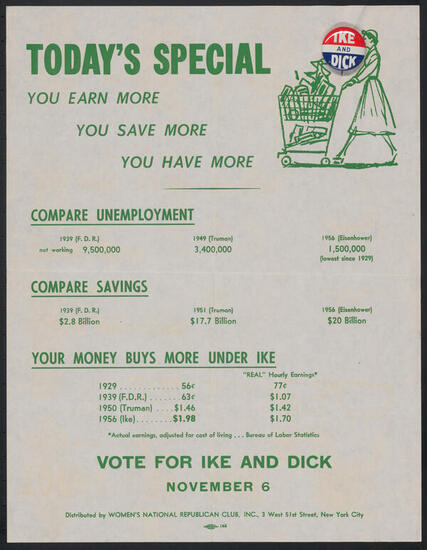 IKE
AND
DICK
TODAY'S SPECIAL
YOU EARN MORE
YOU SAVE MORE
YOU HAVE MORE
COMPARE UNEMPLOYMENT
1939 (F. D. R.) 1949 (Truman) 1956 (Eisenhower)
not working 9,500,000 3,400,000 1,500,000
(lowest since 1929)
COMPARE SAVINGS
1939 (F. D. R.) 1951 (Truman) 1956 (Eisenhower)
$2.8 Billion $17.7 Billion $20 Billion
YOUR MONEY BUYS MORE UNDER IKE
"REAL" Hourly Earnings*
1929 . . . . . . . . . . . . . 56¢ 77¢
1939 (F.D.R.) . . . . . . . 63¢ $1.07
1950 (Truman) . . . . $1.46 $1.42
1956 (Ike) . . . . . . . . $1.98 $1.70
*Actual earnings, adjusted for cost of living . . . Bureau of Labor Statistics
VOTE FOR IKE AND DICK
NOVEMBER 6
Distributed by WOMEN'S NATIONAL REPUBLICAN CLUB, INC., 3 West 51st Street, New York City